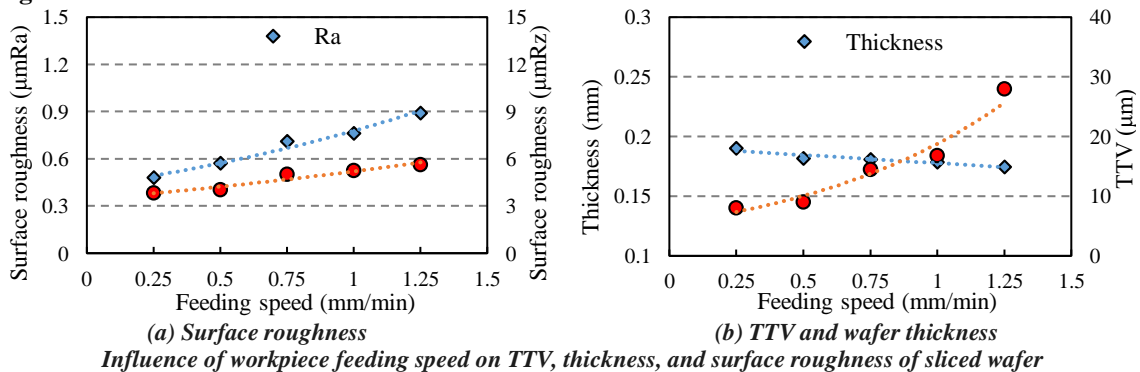 Ra
Surface roughness (μmRa)
1.5
1.2
0.9
0.6
0.3
0
15
12
9
6
3
0
Surface roughness (μmRz)
0 0.25 0.5 0.75 1 1.25 1.5
Feeding speed (mm/min)
(a) Surface roughness
Thickness
Thickness (mm)
0.3
0.25
0.2
0.15
0.1
40
30
20
10
0
TTV (μm)
0 0.25 0.5 0.75 1 1.25 1.5
Feeding speed (mm/min)
(b) TTV and wafer thickness
Influence of workpiece feeding speed on TTV, thickness, and surface roughness of sliced wafer